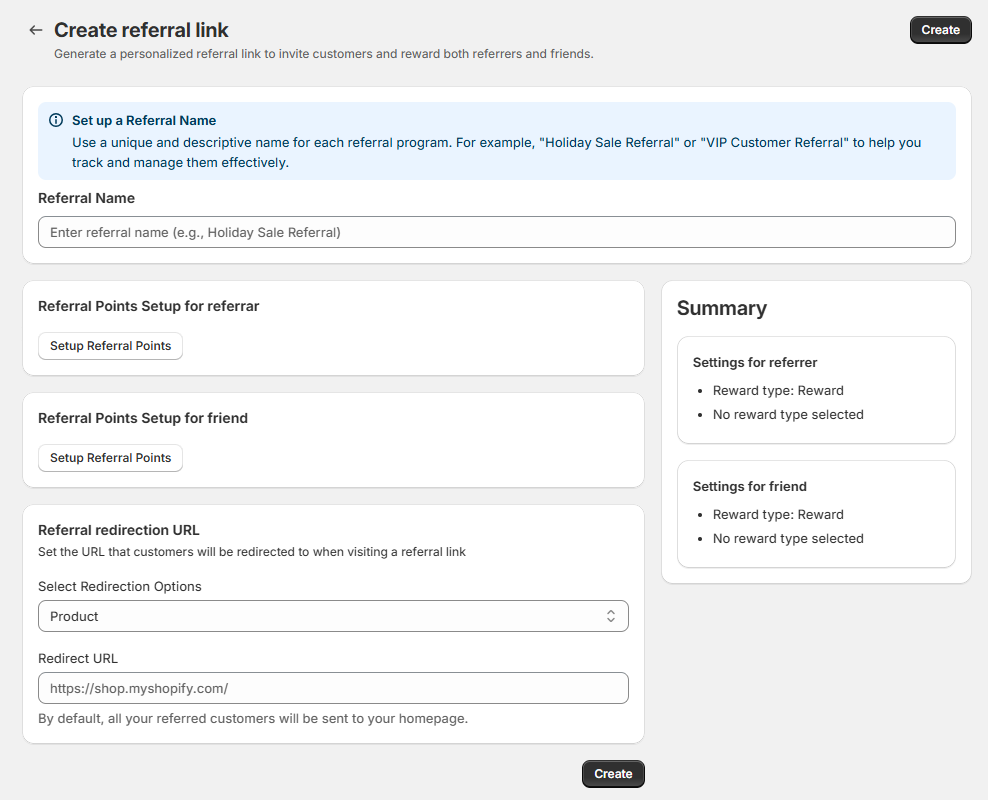 Create referral link
Create
Generate a personalized referral link to invite customers and reward both referrers and friends.
Set up a Referral Name
Use a unique and descriptive name for each referral program. For example, "Holiday Sale Referral" or "VIP Customer Referral" to help you
track and manage them effectively.
Referral Name
Enter referral name (e.g., Holiday Sale Referral)
Referral Points Setup for referrar
Setup Referral Points
Referral Points Setup for friend
Setup Referral Points
Referral redirection URL
Set the URL that customers will be redirected to when visiting a referral link
Select Redirection Options
Product
Redirect URL
https://shop.myshopify.com/
By default, all your referred customers will be sent to your homepage.
Create
Summary
Settings for referrer
• Reward type: Reward
• No reward type selected
Settings for friend
• Reward type: Reward
• No reward type selected